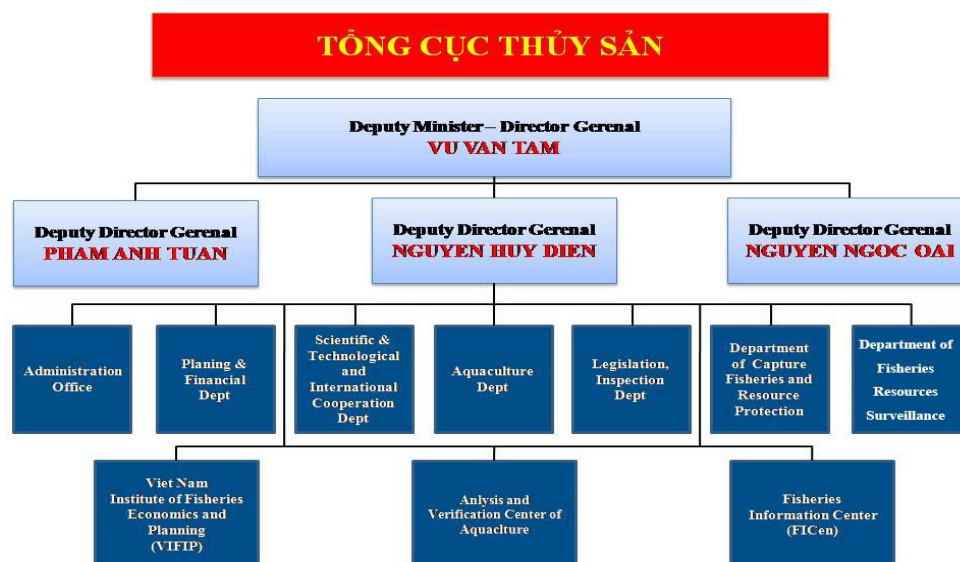 TỔNG CỤC THỦY SẢN
Deputy Minister – Director Gerenal
VU VAN TAM
Deputy Director Gerenal
PHAM ANH TUAN
Deputy Director Gerenal
NGUYEN HUY DIEN
Deputy Director Gerenal
NGUYEN NGOC OAI
Administration
Office
Planing &
Financial
Dept
Scientific &
Technological
and
International
Cooperation
Dept
Aquaculture
Dept
Legislation,
Inspection
Dept
Department
of Capture
Fisheries and
Resource
Protection
Department of
Fisheries
Resources
Surveillance
Viet Nam
Institute of Fisheries
Economics and
Planning
(VIFIP)
Anlysis and
Verification Center of
Aquaclture
Fisheries
Information Center
(FICen)